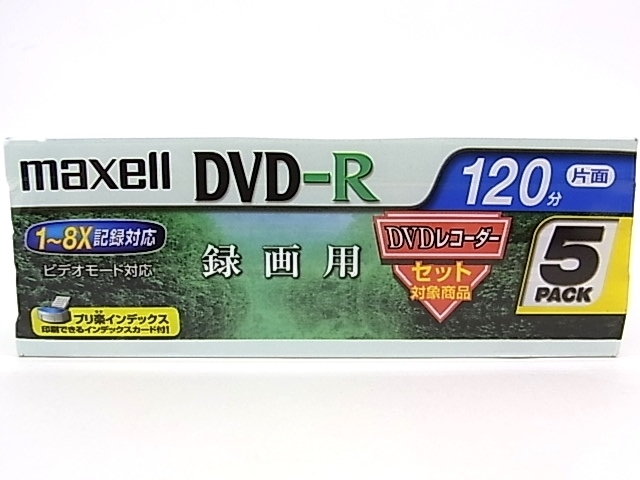 maxell DVD-R 120分 片面
1~8X記録対応
ビデオモード対応
録画用
DVDレコーダー
セット
対象商品
5
PACK
プリ楽インデックス
印刷できるインデックスカード付!